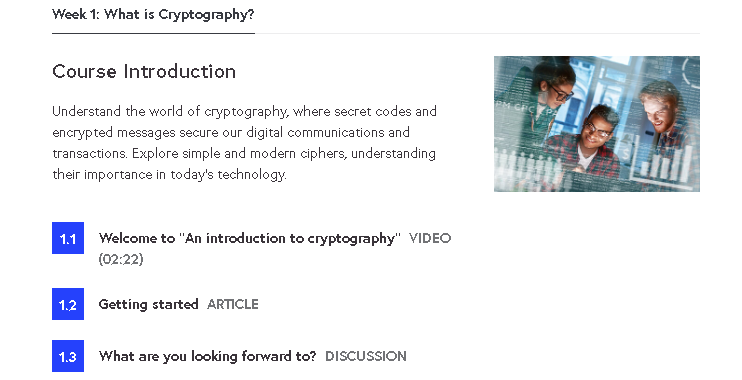 Week 1: What is Cryptography?
Course Introduction
Understand the world of cryptography, where secret codes and
encrypted messages secure our digital communications and
transactions. Explore simple and modern ciphers, understanding
their importance in today's technology.
1.1 Welcome to "An introduction to cryptography" VIDEO
(02:22)
1.2 Getting started ARTICLE
1.3 What are you looking forward to? DISCUSSION